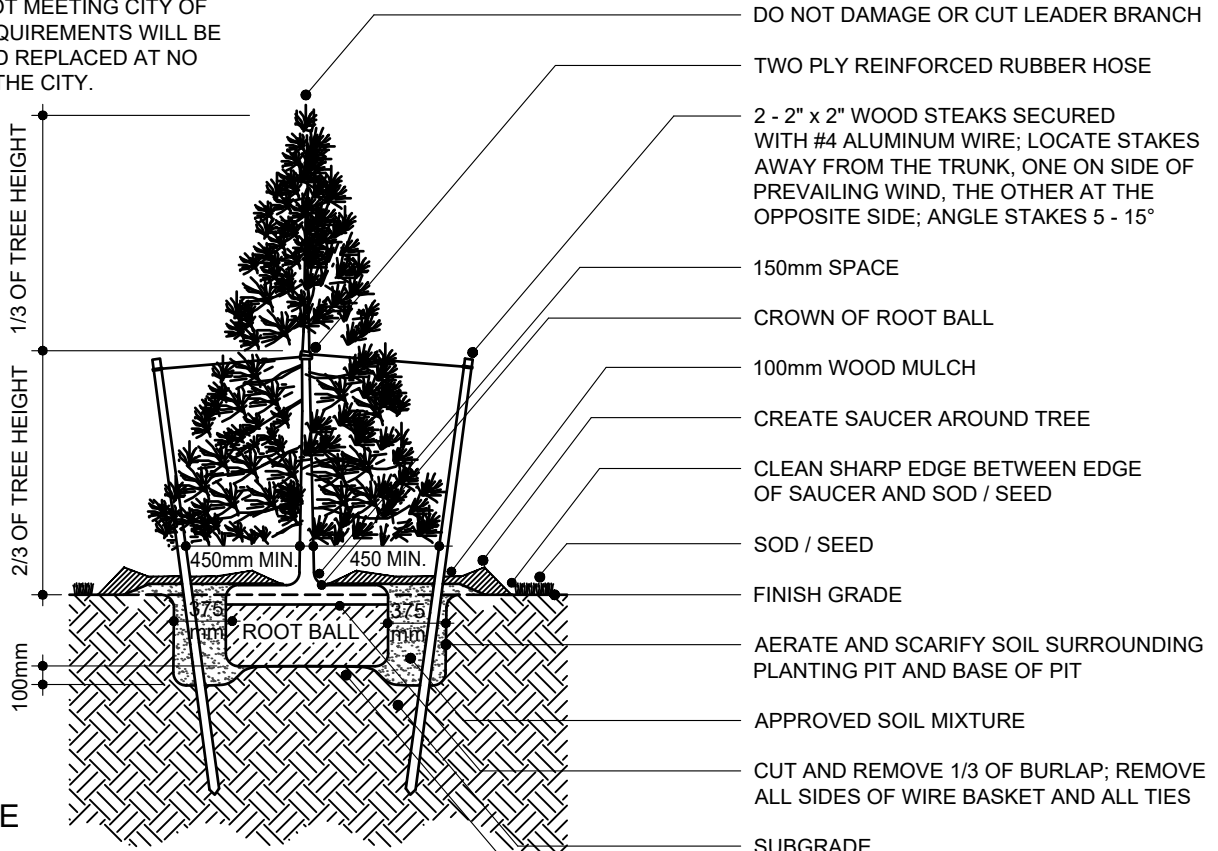 OT MEETING CITY OF
QUIREMENTS WILL BE
D REPLACED AT NO
THE CITY.
DO NOT DAMAGE OR CUT LEADER BRANCH
TWO PLY REINFORCED RUBBER HOSE
2 - 2" x 2" WOOD STEAKS SECURED
WITH #4 ALUMINUM WIRE; LOCATE STAKES
AWAY FROM THE TRUNK, ONE ON SIDE OF
PREVAILING WIND, THE OTHER AT THE
OPPOSITE SIDE; ANGLE STAKES 5 - 15°
150mm SPACE
CROWN OF ROOT BALL
100mm WOOD MULCH
CREATE SAUCER AROUND TREE
CLEAN SHARP EDGE BETWEEN EDGE
OF SAUCER AND SOD / SEED
SOD / SEED
FINISH GRADE
AERATE AND SCARIFY SOIL SURROUNDING
PLANTING PIT AND BASE OF PIT
APPROVED SOIL MIXTURE
CUT AND REMOVE 1/3 OF BURLAP; REMOVE
ALL SIDES OF WIRE BASKET AND ALL TIES
SUBGRADE
1/3 OF TREE HEIGHT
2/3 OF TREE HEIGHT
100mm
450mm MIN.
450 MIN.
375
mm
ROOT BALL
375
mm
E